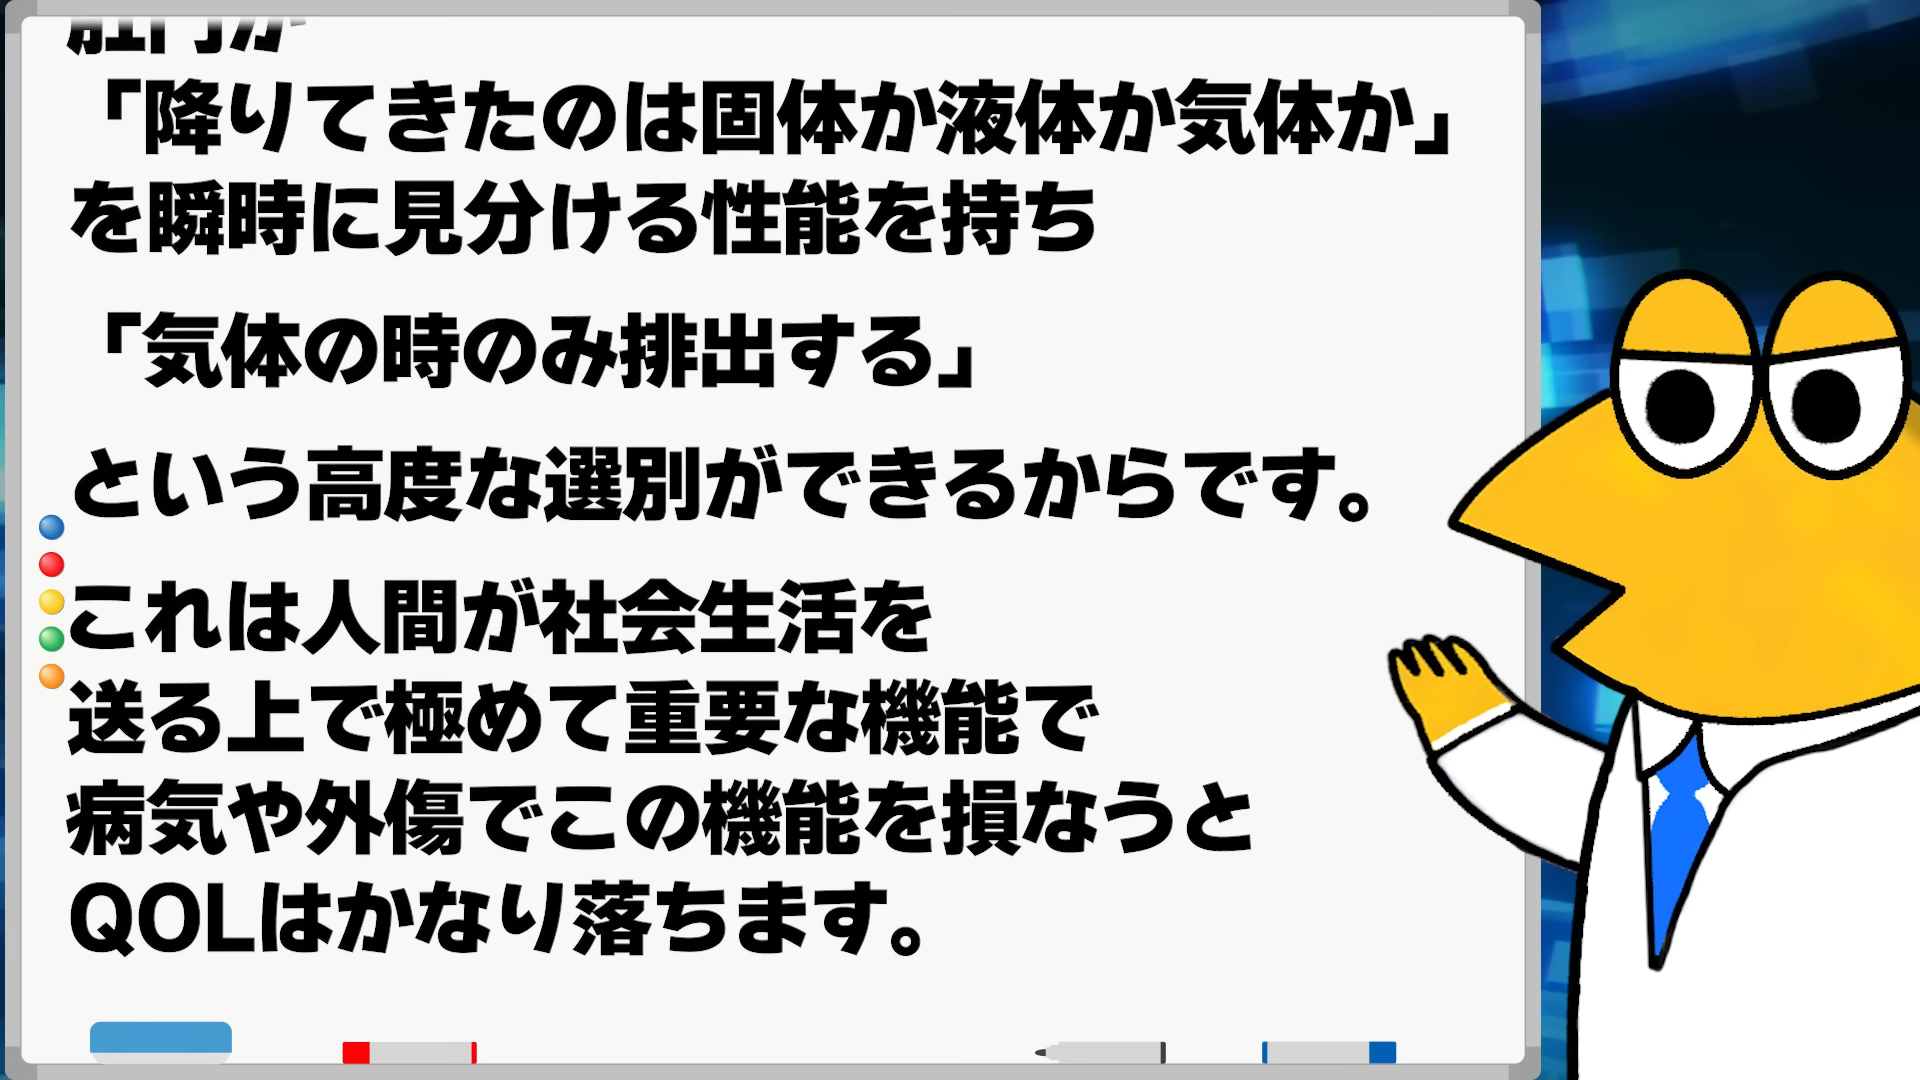 肛門が
「降りてきたのは固体か液体か気体か」
を瞬時に見分ける性能を持ち
「気体の時のみ排出する」
という高度な選別ができるからです。
これは人間が社会生活を
送る上で極めて重要な機能で
病気や外傷でこの機能を損なうと
QOLはかなり落ちます。